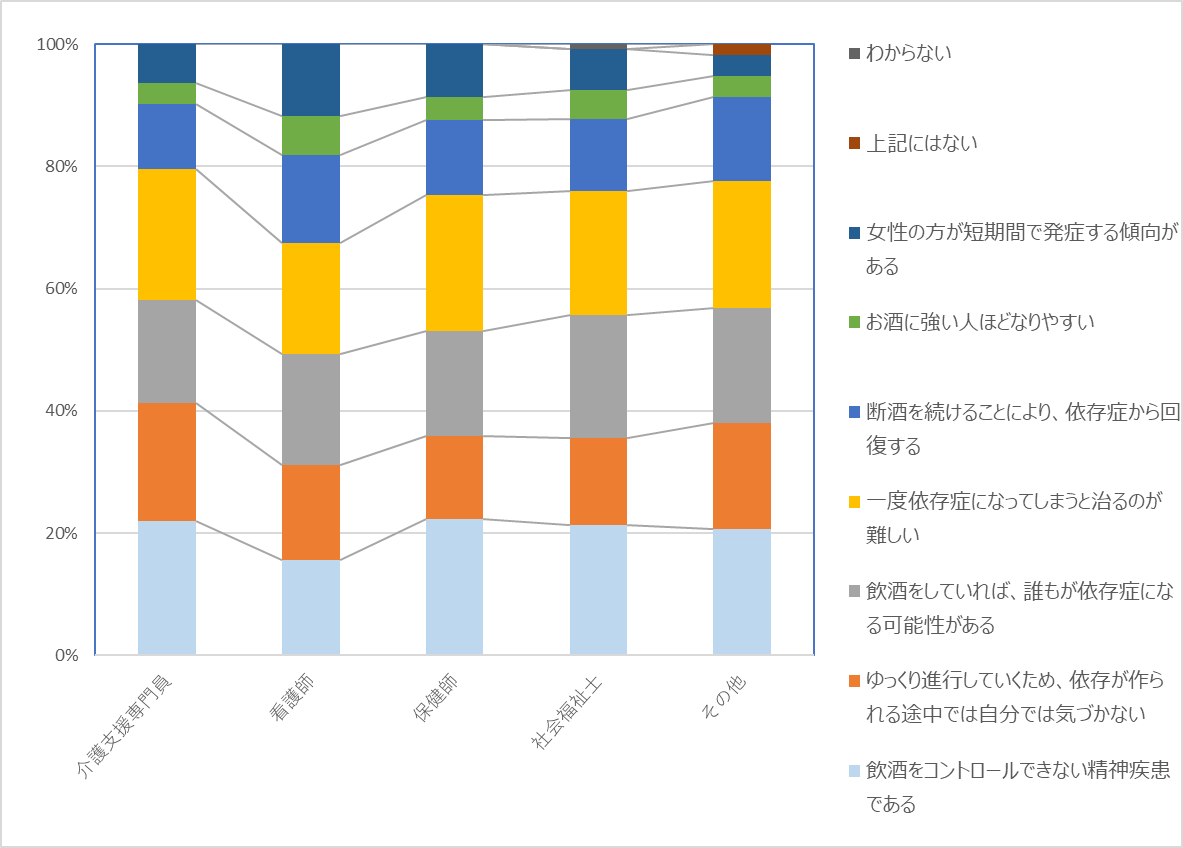 100%
80%
60%
40%
20%
0%
介護支援専門員
看護師
保健師
社会福祉士
その他
わからない
上記にはない
女性の方が短期間で発症する傾向が
ある
お酒に強い人ほどなりやすい
断酒を続けることにより、依存症から回
復する
一度依存症になってしまうと治るのが
難しい
飲酒をしていれば、誰もが依存症にな
る可能性がある
ゆっくり進行していくため、依存が作ら
れる途中では自分では気づかない
飲酒をコントロールできない精神疾患
である